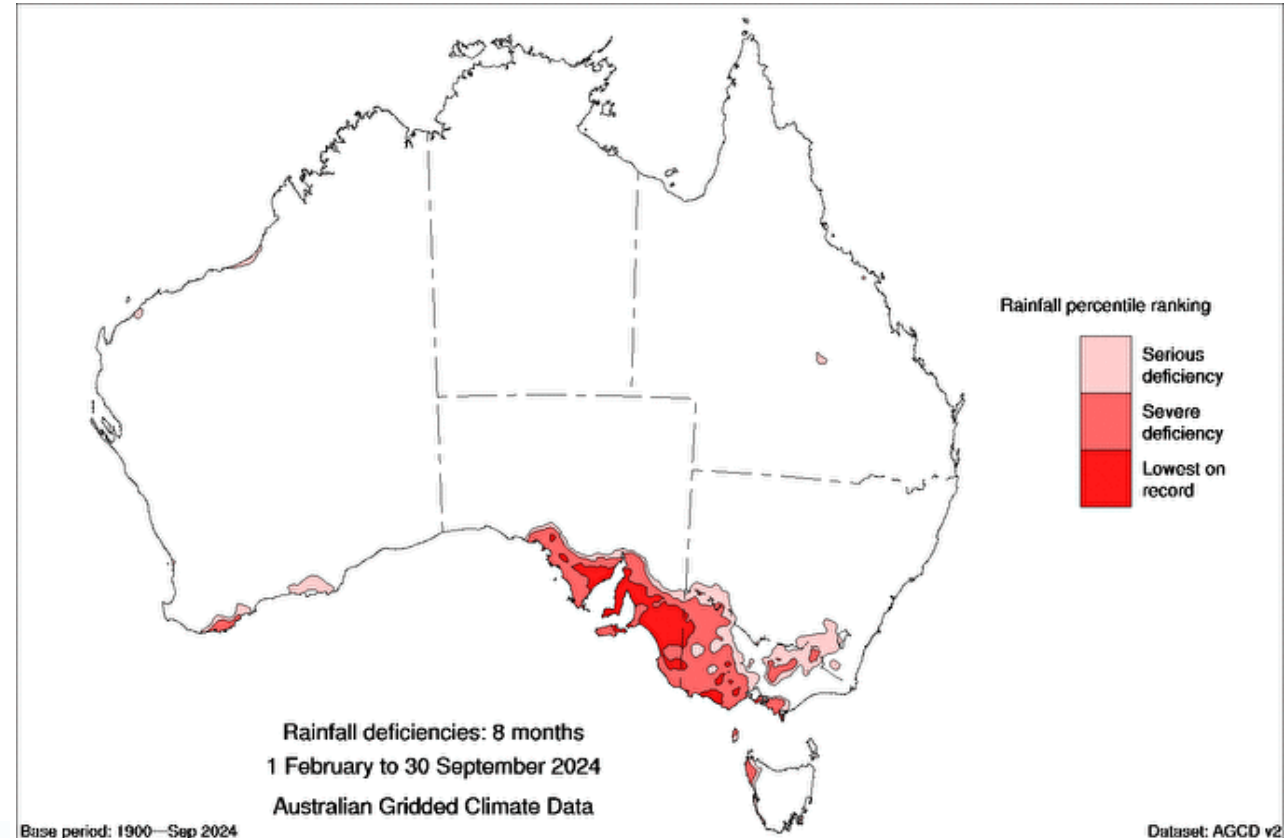 Rainfall percentile ranking
Serious
deficiency
Severe
deficiency
Lowest on
record
Rainfall deficiencies: 8 months
1 February to 30 September 2024
Australian Gridded Climate Data
Base period: 1900—Sep 2024
Dataset: AGCD v2